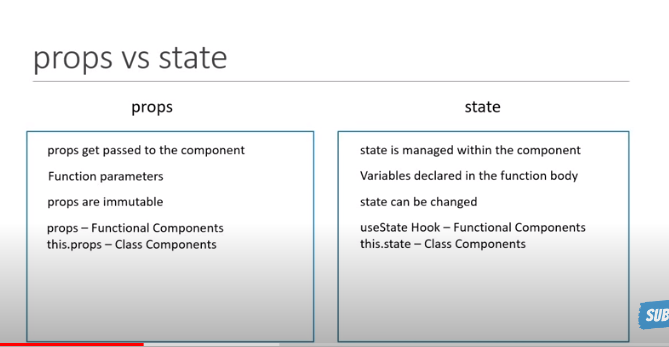 props vs state
props
props get passed to the component
Function parameters
props are immutable
props – Functional Components
this.props – Class Components
state
state is managed within the component
Variables declared in the function body
state can be changed
useState Hook – Functional Components
this.state – Class Components
SUB